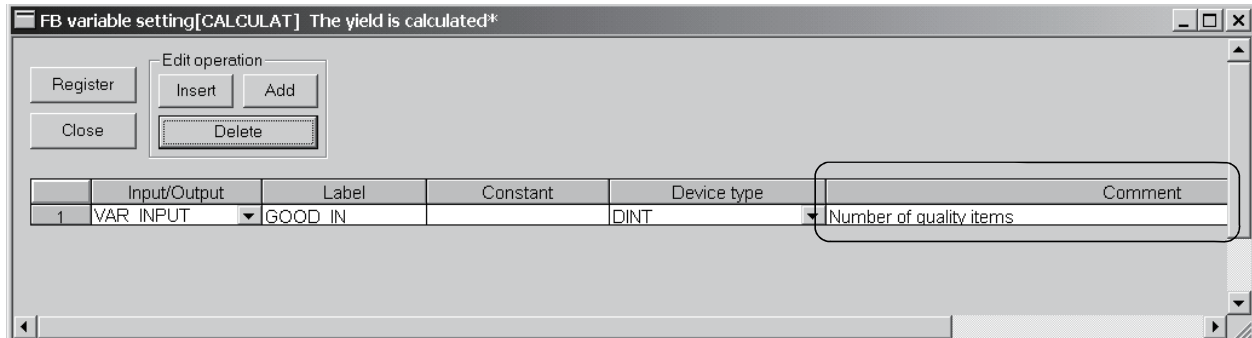 FB variable setting[CALCULAT] The yield is calculated*
Edit operation
Register Insert Add
Close Delete
Input/Output Label Constant Device type Comment
1 VAR_INPUT GOOD_IN DINT Number of quality items